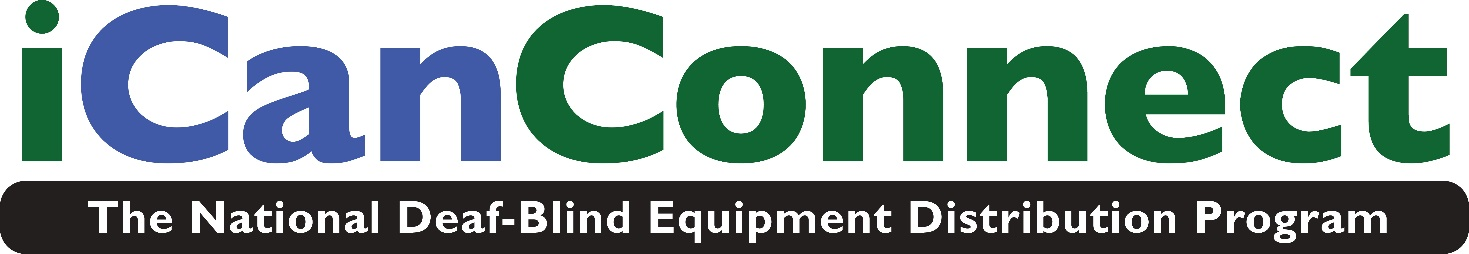 iCanConnect
The National Deaf-Blind Equipment Distribution Program